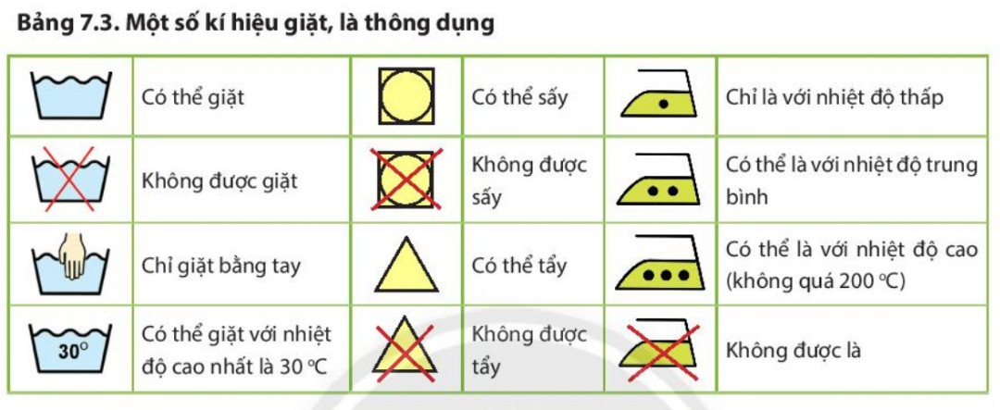 Bảng 7.3. Một số kí hiệu giặt, là thông dụng
Có thể giặt
Có thể sấy
Chỉ là với nhiệt độ thấp
Không được giặt
Không được
sấy
Có thể là với nhiệt độ trung
bình
Chỉ giặt bằng tay
Có thể tẩy
Có thể là với nhiệt độ cao
(không quá 200 °C)
30°
Có thể giặt với nhiệt
độ cao nhất là 30 °C
Không được
tẩy
Không được là